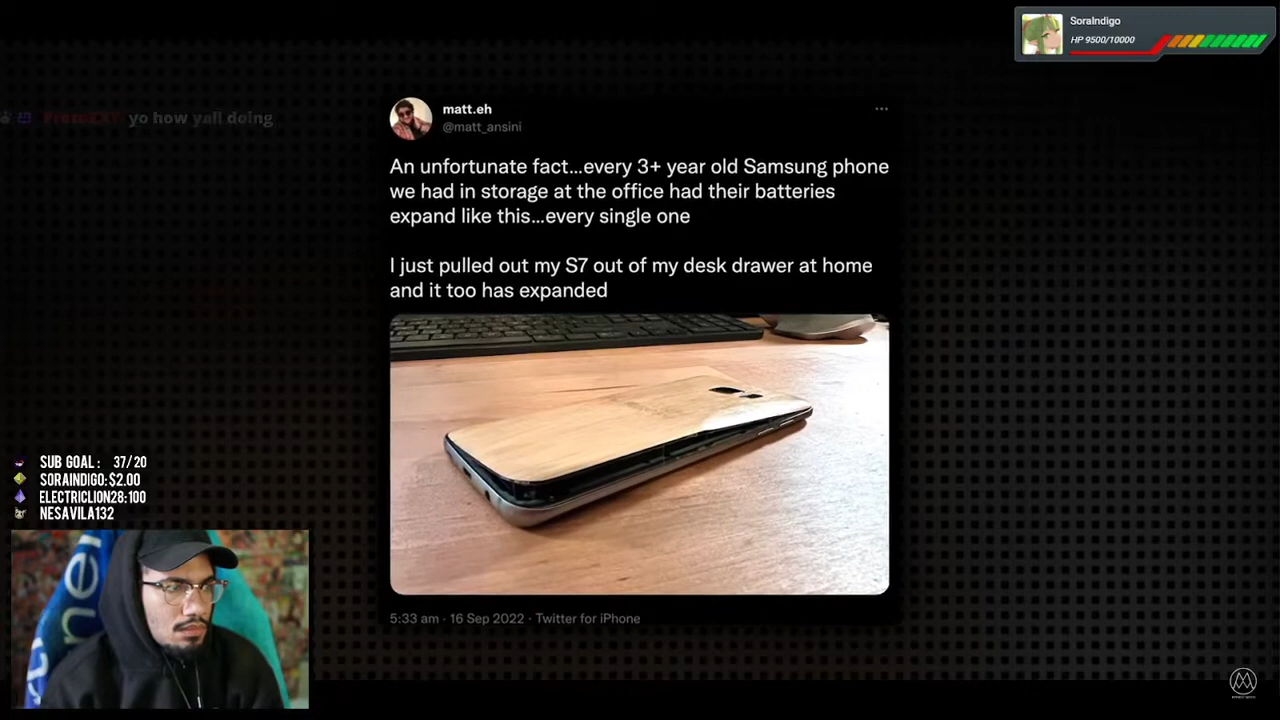 SoraIndigo
HP 9500/10000
yo how yall doing
matt.eh
@matt_ansini
An unfortunate fact...every 3+ year old Samsung phone
we had in storage at the office had their batteries
expand like this...every single one
I just pulled out my S7 out of my desk drawer at home
and it too has expanded
5:33 am · 16 Sep 2022 · Twitter for iPhone
SUB GOAL : 37/20
SORAINDIGO:$2.00
ELECTRICLION28:100
NESAVILA132